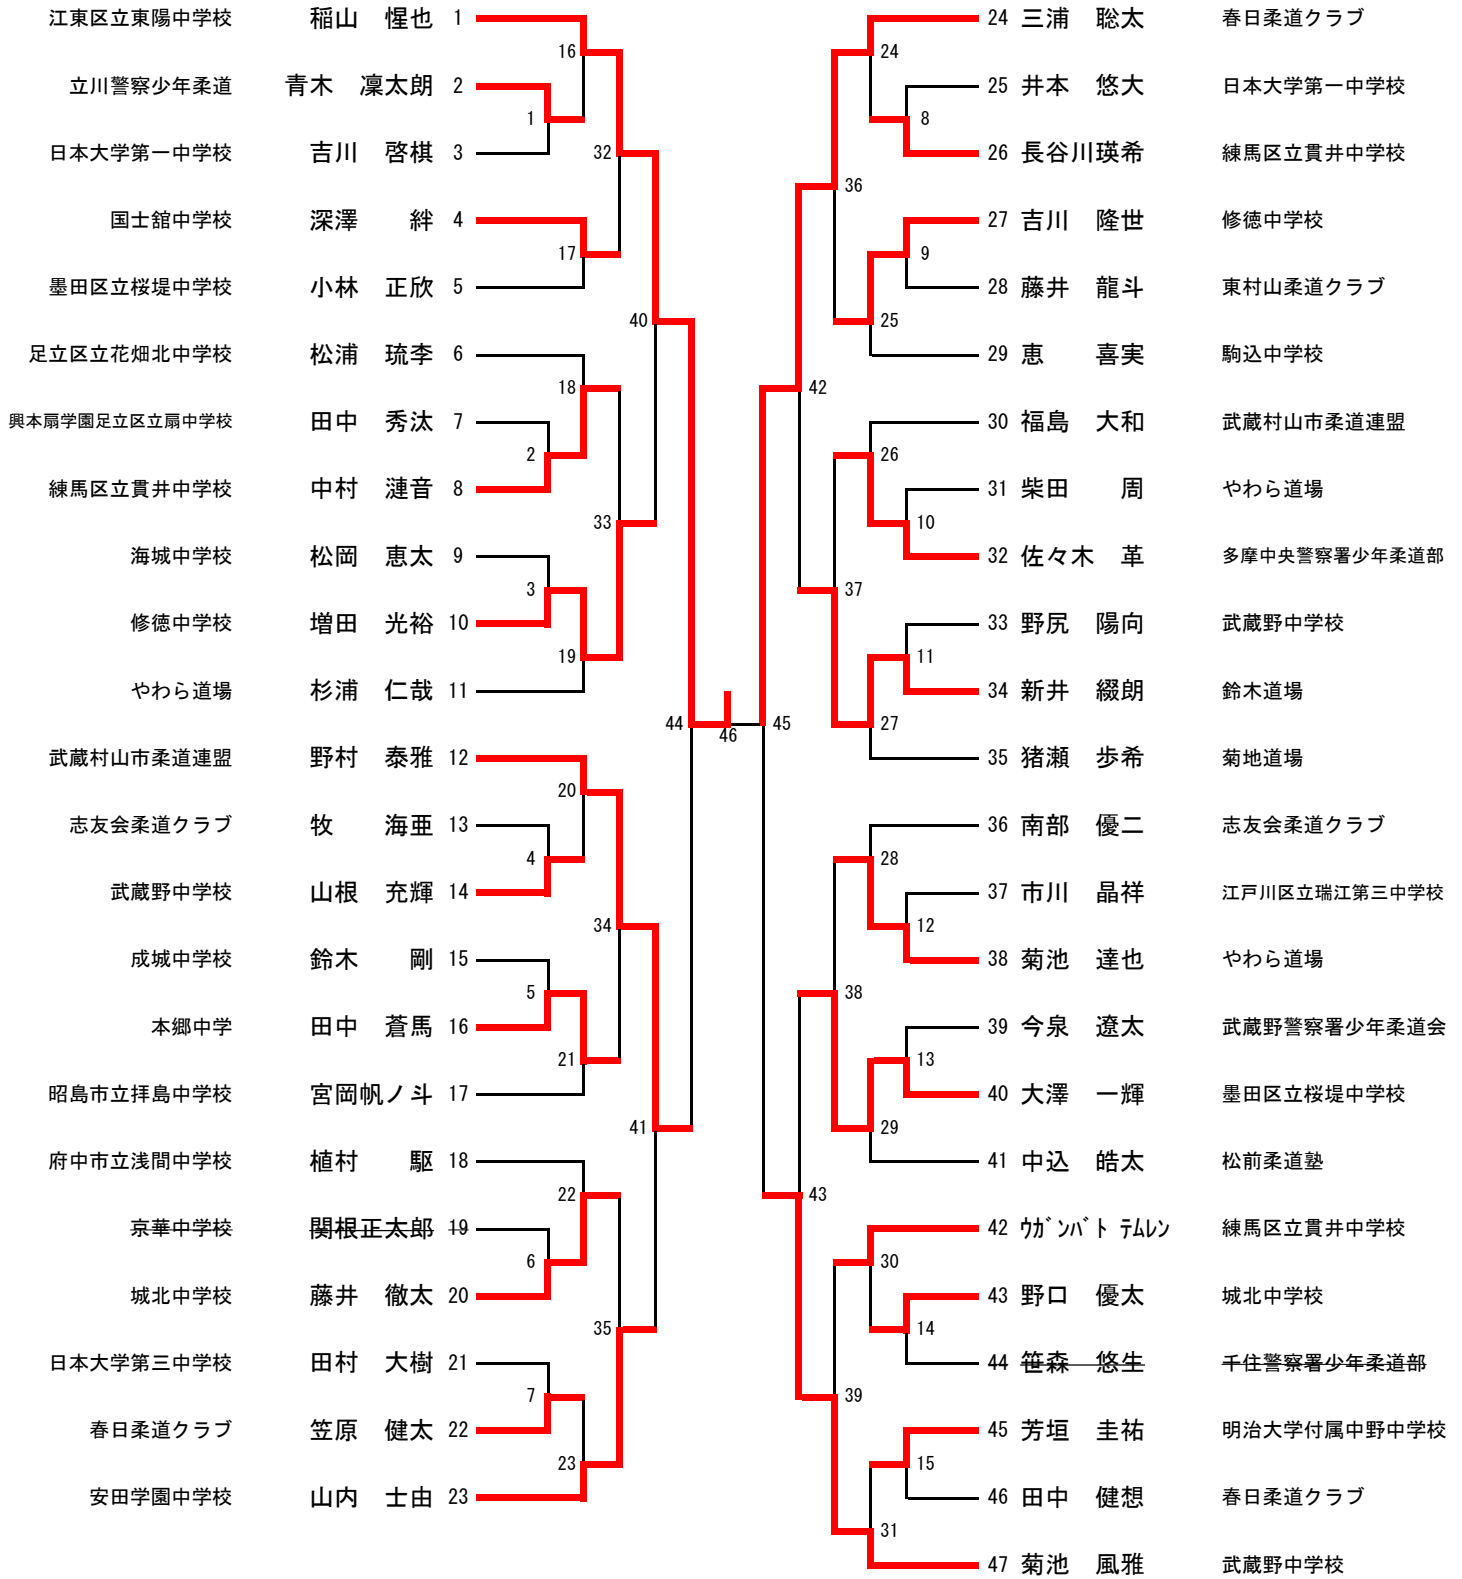 江東区立東陽中学校 稲山 惺也 1
立川警察少年柔道 青木 凜太朗 2
日本大学第一中学校 吉川 啓棋 3
国士舘中学校 深澤 絆 4
墨田区立桜堤中学校 小林 正欣 5
足立区立花畑北中学校 松浦 琉李 6
興本扇学園足立区立扇中学校 田中 秀汰 7
練馬区立貫井中学校 中村 漣音 8
海城中学校 松岡 恵太 9
修徳中学校 増田 光裕 10
やわら道場 杉浦 仁哉 11
武蔵村山市柔道連盟 野村 泰雅 12
志友会柔道クラブ 牧 海亜 13
武蔵野中学校 山根 充輝 14
成城中学校 鈴木 剛 15
本郷中学 田中 蒼馬 16
昭島市立拝島中学校 宮岡帆ノ斗 17
府中市立浅間中学校 植村 駆 18
京華中学校 関根正太郎 19
城北中学校 藤井 徹太 20
日本大学第三中学校 田村 大樹 21
春日柔道クラブ 笠原 健太 22
安田学園中学校 山内 士由 23
16
1
32
17
40
18
2
33
3
19
44
20
4
34
5
21
41
22
6
35
7
23
46
24 三浦 聡太 春日柔道クラブ
25 井本 悠大 日本大学第一中学校
26 長谷川瑛希 練馬区立貫井中学校
27 吉川 隆世 修徳中学校
28 藤井 龍斗 東村山柔道クラブ
29 恵 喜実 駒込中学校
30 福島 大和 武蔵村山市柔道連盟
31 柴田 周 やわら道場
32 佐々木 革 多摩中央警察署少年柔道部
33 野尻 陽向 武蔵野中学校
34 新井 綴朗 鈴木道場
35 猪瀬 歩希 菊地道場
36 南部 優二 志友会柔道クラブ
37 市川 晶祥 江戸川区立瑞江第三中学校
38 菊池 達也 やわら道場
39 今泉 遼太 武蔵野警察署少年柔道会
40 大澤 一輝 墨田区立桜堤中学校
41 中込 皓太 松前柔道塾
42 ウガンバト テムレン 練馬区立貫井中学校
43 野口 優太 城北中学校
44 笹森 悠生 千住警察署少年柔道部
45 芳垣 圭祐 明治大学付属中野中学校
46 田中 健想 春日柔道クラブ
47 菊池 風雅 武蔵野中学校
24
8
36
9
25
42
26
10
37
11
27
45
28
12
38
13
29
43
30
14
39
15
31